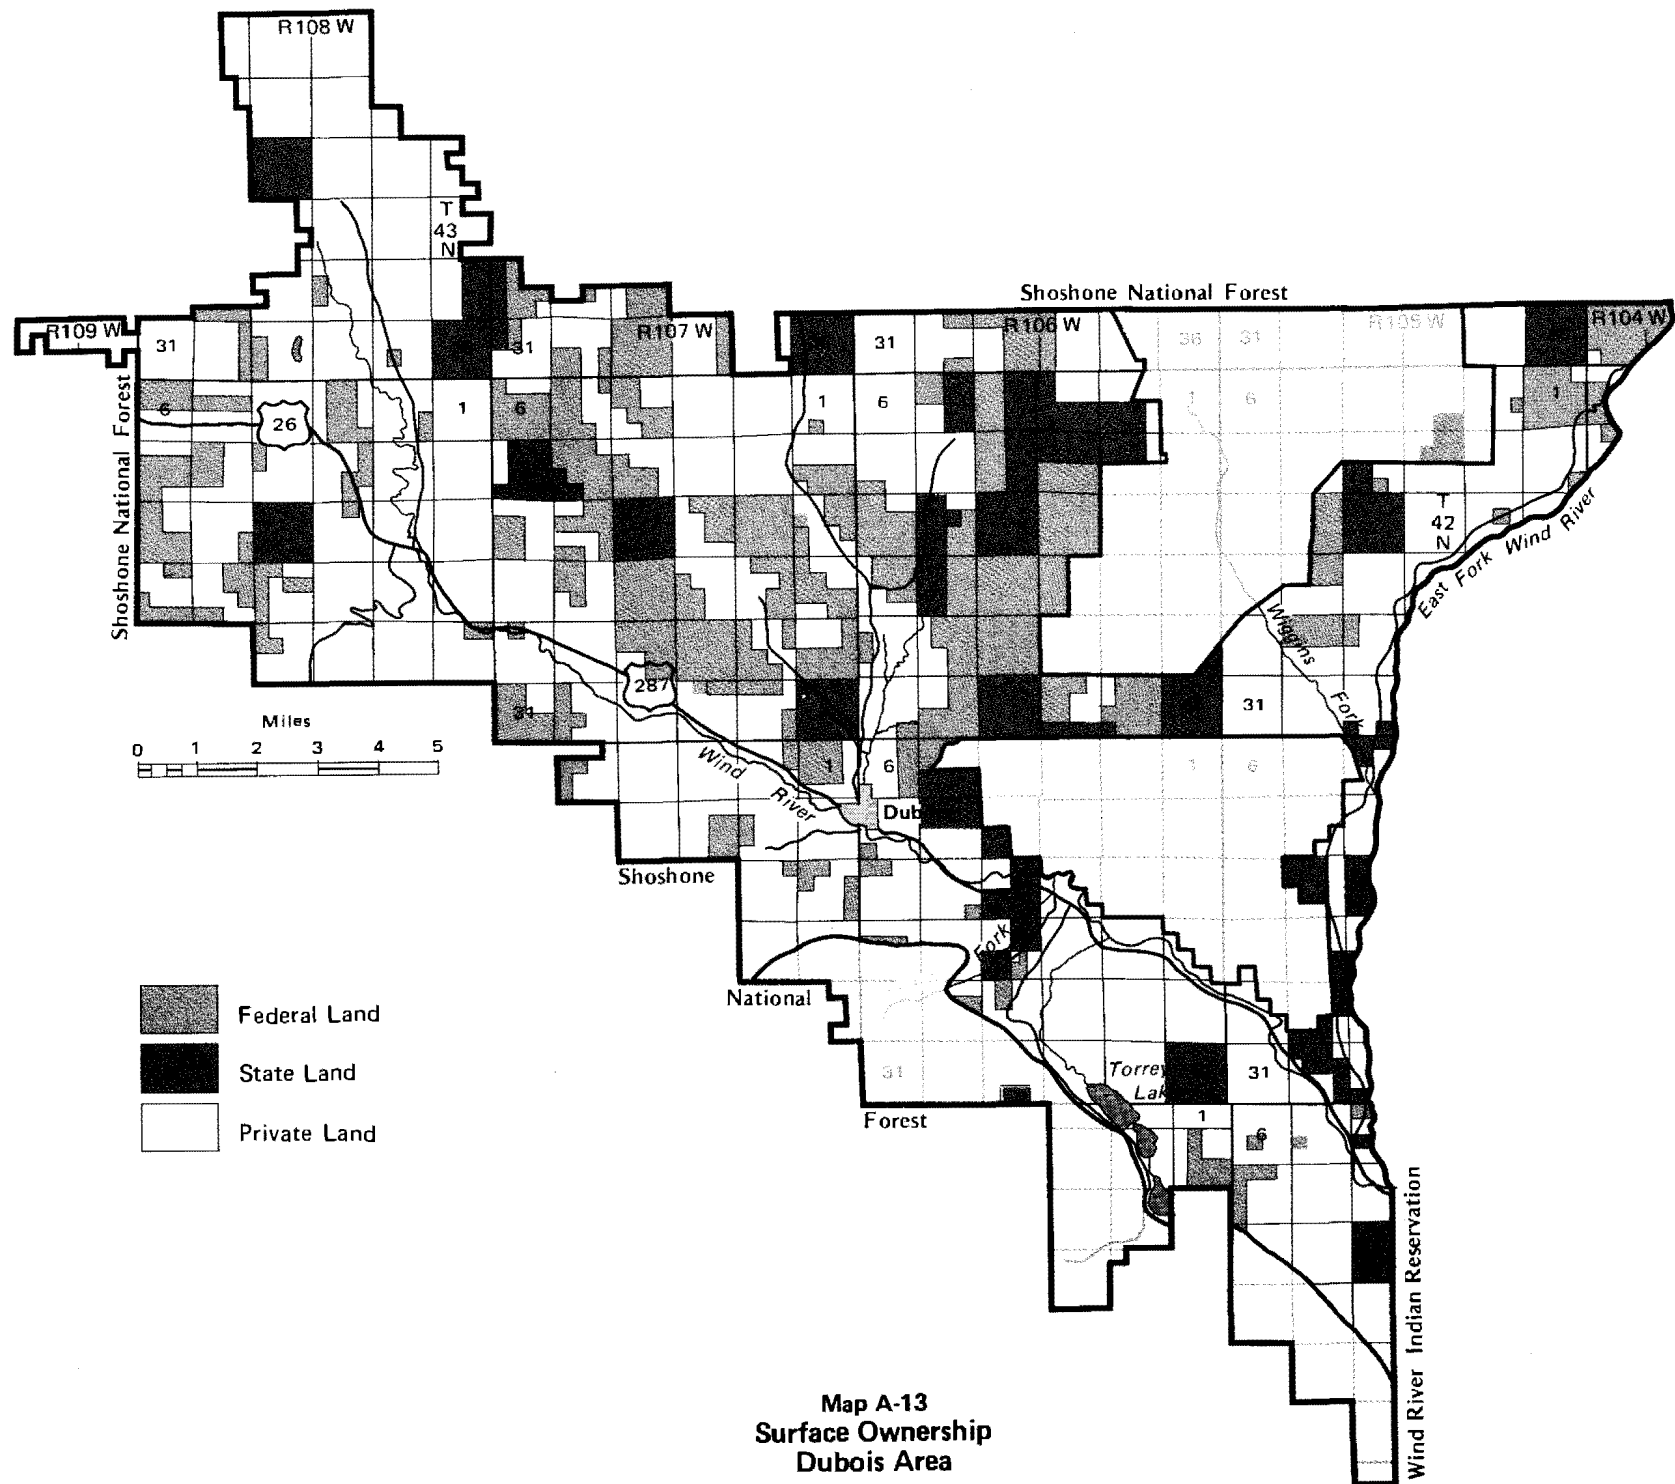 R108 W
T
43
N
Shoshone National Forest
R109 W
31
31
R107 W
31
R106 W
36
31
R105 W
R104 W
6
26
1
6
1
6
1
6
1
T
42
N
Shoshone National Forest
East Fork Wind River
Wiggins Fork
287
31
31
Miles
0 1 2 3 4 5
Wind River
1
6
1
6
Dub
Shoshone
Fork
National
Federal Land
State Land
Private Land
31
Torrey
Lak
31
Forest
1
6
Wind River Indian Reservation
Map A-13
Surface Ownership
Dubois Area